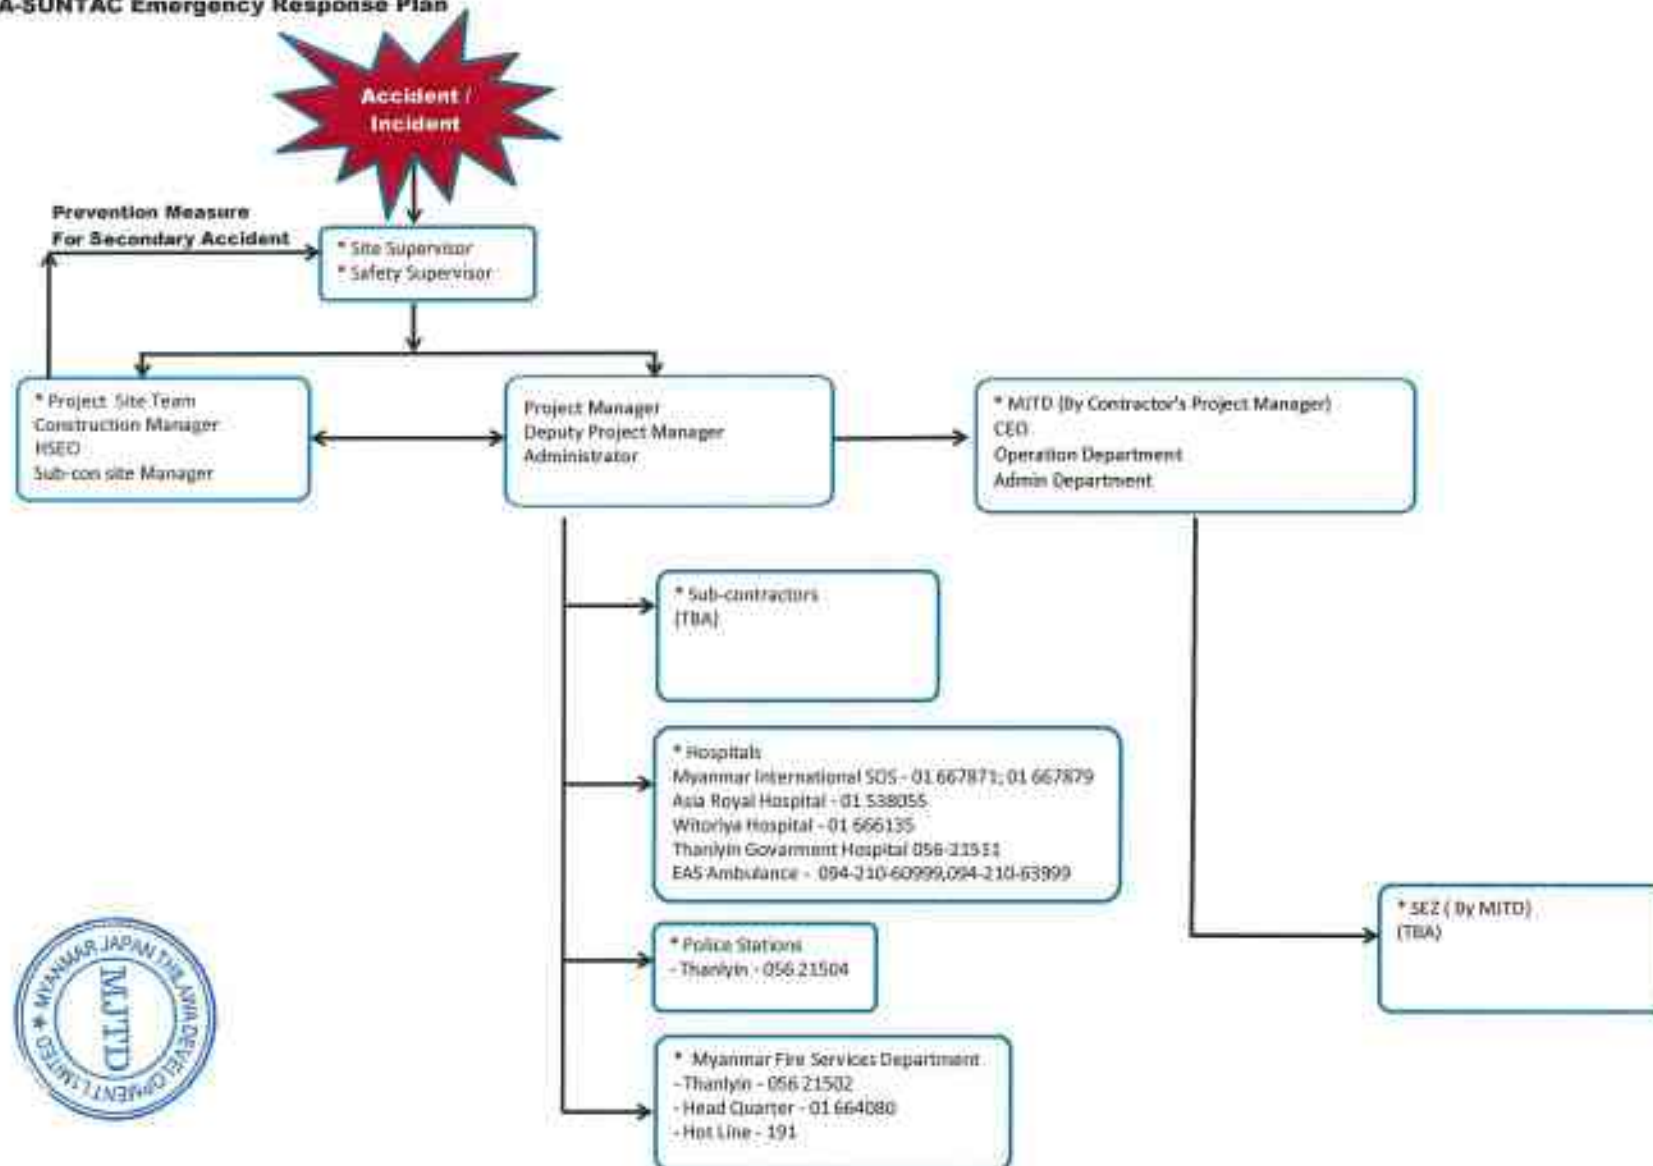 A-SUNTAC Emergency Response Plan
Accident /
Incident
Prevention Measure
For Secondary Accident
* Site Supervisor
* Safety Supervisor
* Project Site Team
Construction Manager
HSEO
Sub-con site Manager
Project Manager
Deputy Project Manager
Administrator
* MJTD (By Contractor's Project Manager)
CEO
Operation Department
Admin Department
* Sub-contractors
(TBA)
* Hospitals
Myanmar International SOS - 01 667871; 01 667879
Asia Royal Hospital - 01 538055
Witoriya Hospital - 01 666135
Thanlyin Govarment Hospital 056-21511
EAS Ambulance - 094-210-60999,094-210-63999
* SEZ ( By MJTD)
(TBA)
* Police Stations
- Thanlyin - 056 21504
* Myanmar Fire Services Department
- Thanlyin - 056 21502
- Head Quarter - 01 664080
- Hot Line - 191
MYANMAR JAPAN THILAWA DEVELOPMENT LIMITED
MJTD